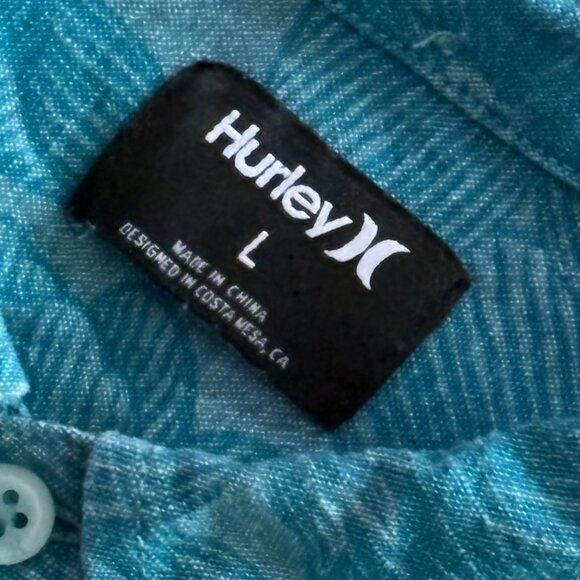 Hurley
L
MADE IN CHINA
DESIGNED IN COSTA MESA, CA